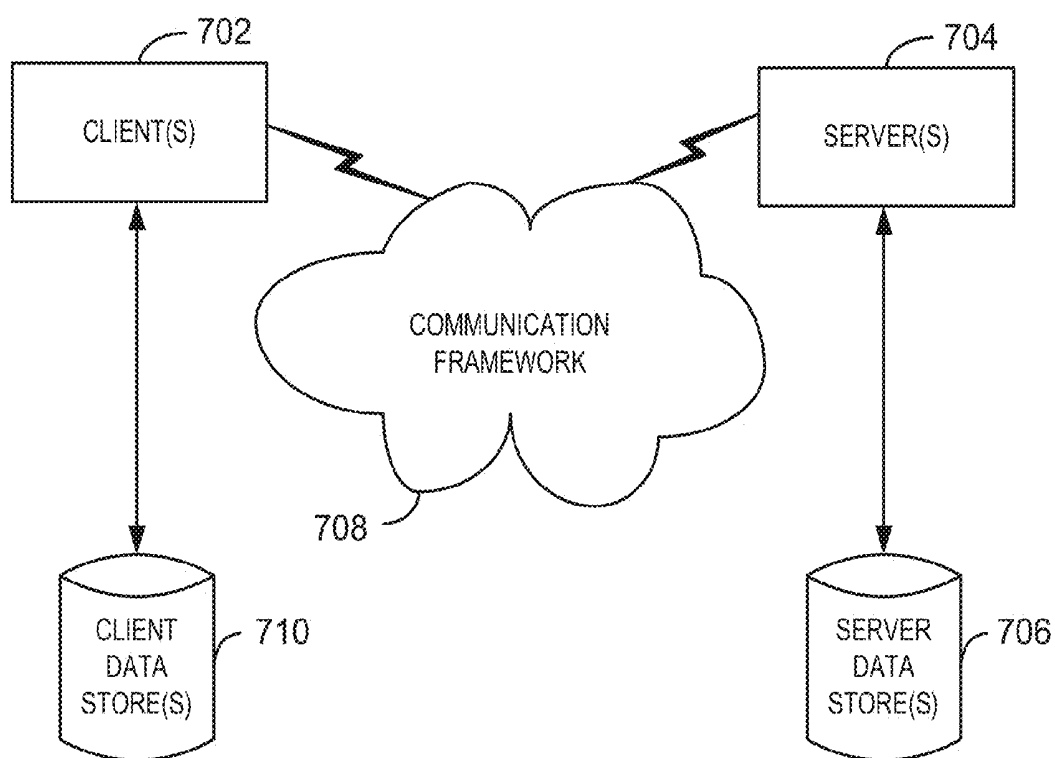 702
704
CLIENT(S)
SERVER(S)
COMMUNICATION
FRAMEWORK
708
CLIENT
DATA
STORE(S)
710
SERVER
DATA
STORE(S)
706